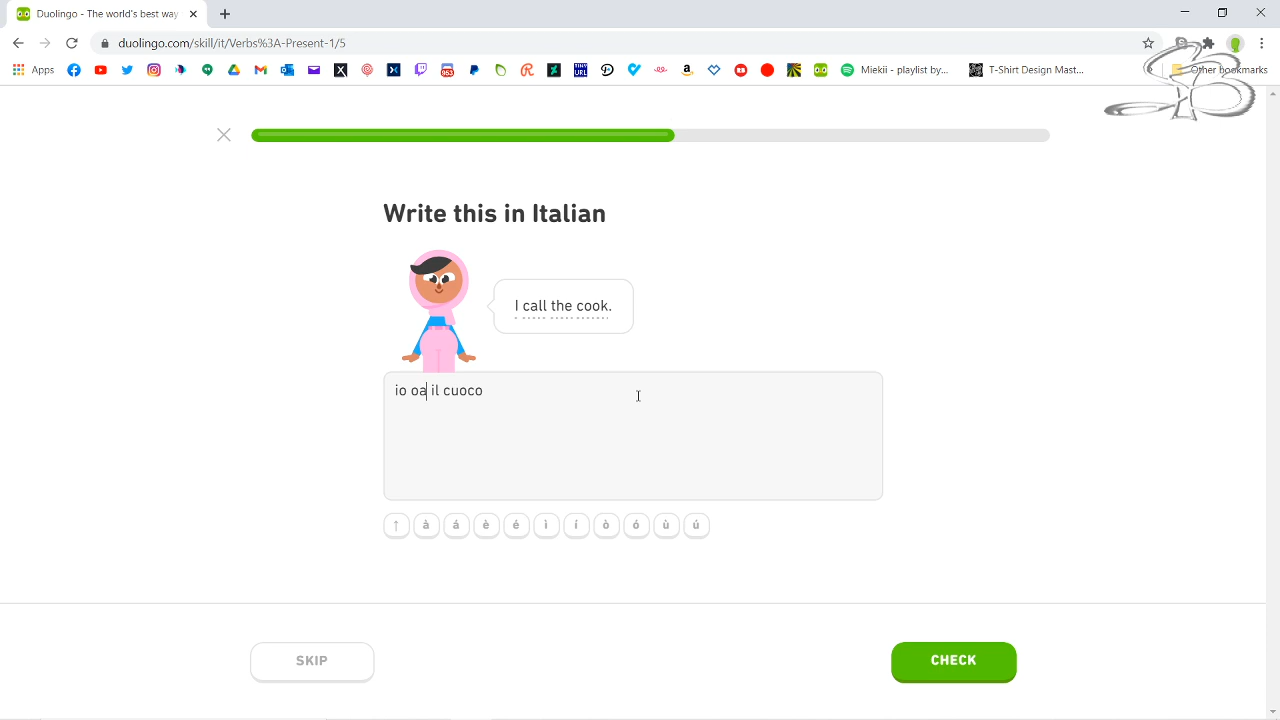 Duolingo - The world's best way
duolingo.com/skill/it/Verbs%3A-Present-1/5
Apps
953
Miekii - playlist by...
T-Shirt Design Mast...
Other bookmarks
Write this in Italian
I call the cook.
io oa il cuoco
↑ à á è é ì í ò ó ù ú
SKIP
CHECK